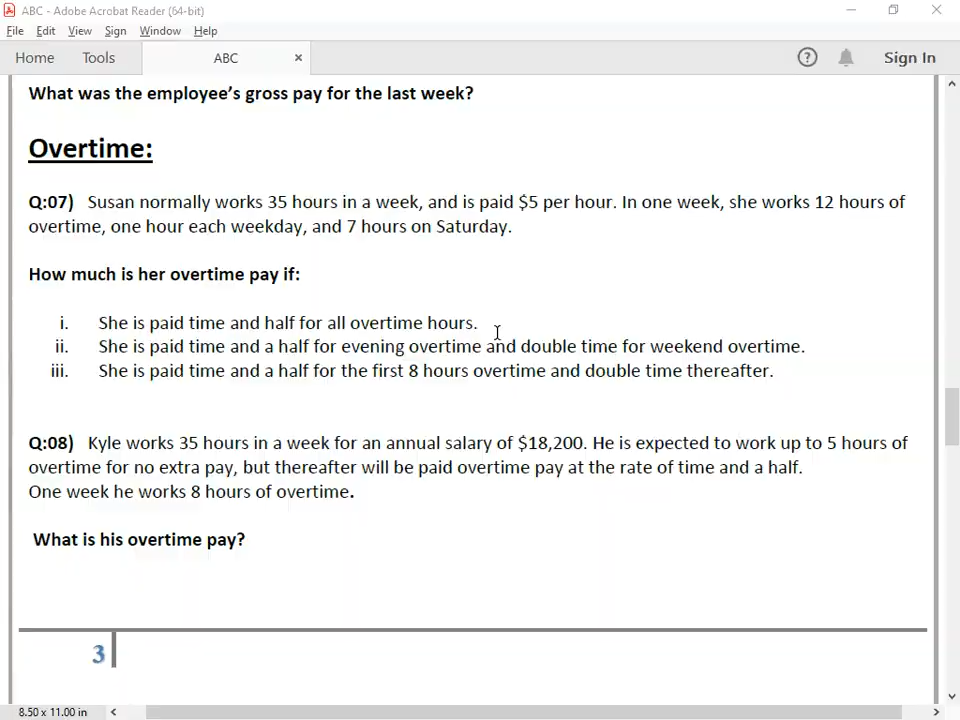 ABC - Adobe Acrobat Reader (64-bit)
File Edit View Sign Window Help
Home Tools ABC × ? Sign In
What was the employee's gross pay for the last week?
Overtime:
Q:07) Susan normally works 35 hours in a week, and is paid $5 per hour. In one week, she works 12 hours of
overtime, one hour each weekday, and 7 hours on Saturday.
How much is her overtime pay if:
i. She is paid time and half for all overtime hours.
ii. She is paid time and a half for evening overtime and double time for weekend overtime.
iii. She is paid time and a half for the first 8 hours overtime and double time thereafter.
Q:08) Kyle works 35 hours in a week for an annual salary of $18,200. He is expected to work up to 5 hours of
overtime for no extra pay, but thereafter will be paid overtime pay at the rate of time and a half.
One week he works 8 hours of overtime.
What is his overtime pay?
3
8.50 x 11.00 in